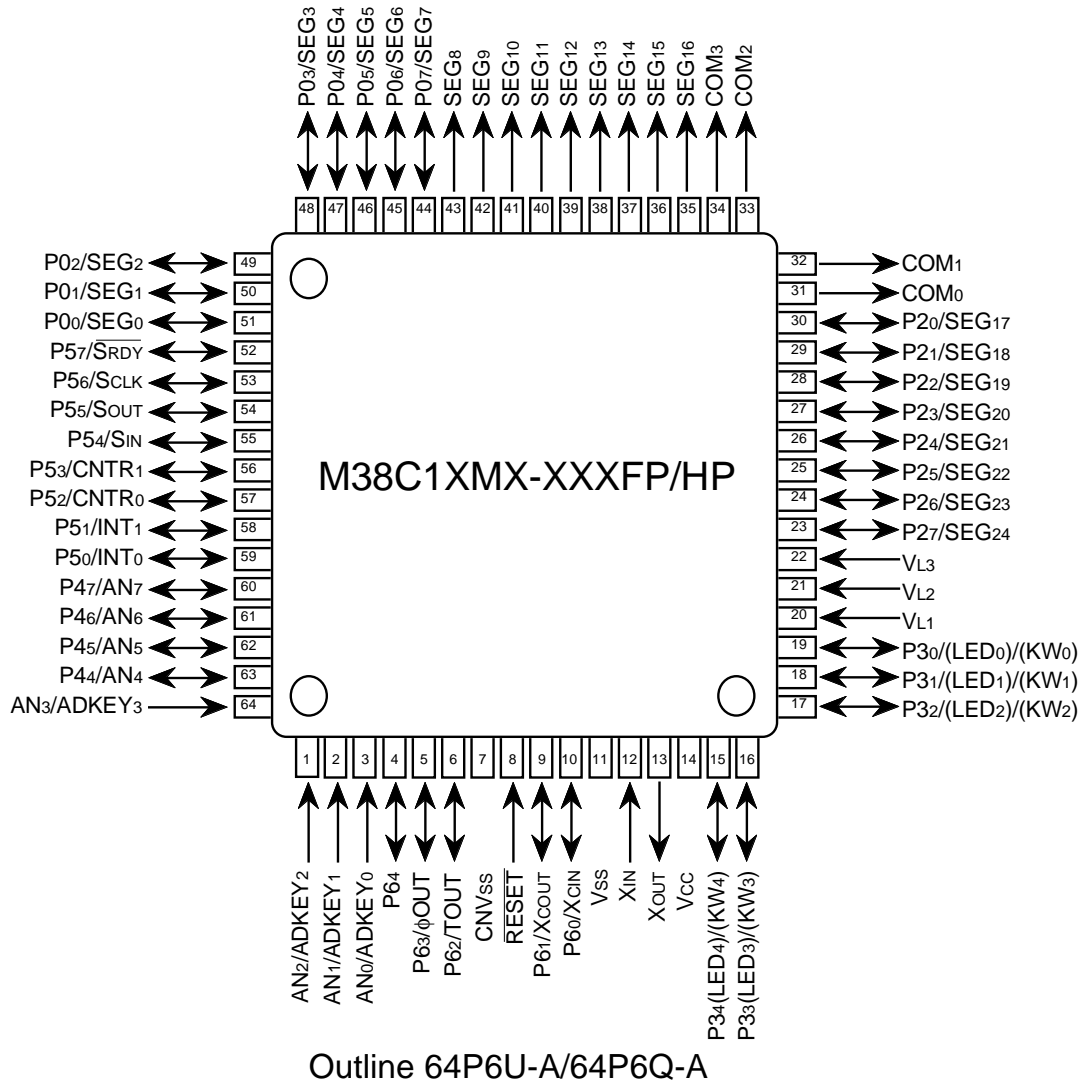 P03/SEG3
P04/SEG4
P05/SEG5
P06/SEG6
P07/SEG7
SEG8
SEG9
SEG10
SEG11
SEG12
SEG13
SEG14
SEG15
SEG16
COM3
COM2
48
47
46
45
44
43
42
41
40
39
38
37
36
35
34
33
P02/SEG2 49
P01/SEG1 50
P00/SEG0 51
P57/SRDY 52
P56/SCLK 53
P55/SOUT 54
P54/SIN 55
P53/CNTR1 56
P52/CNTR0 57
P51/INT1 58
P50/INT0 59
P47/AN7 60
P46/AN6 61
P45/AN5 62
P44/AN4 63
AN3/ADKEY3 64
M38C1XMX-XXXFP/HP
32 COM1
31 COM0
30 P20/SEG17
29 P21/SEG18
28 P22/SEG19
27 P23/SEG20
26 P24/SEG21
25 P25/SEG22
24 P26/SEG23
23 P27/SEG24
22 VL3
21 VL2
20 VL1
19 P30/(LED0)/(KW0)
18 P31/(LED1)/(KW1)
17 P32/(LED2)/(KW2)
1
2
3
4
5
6
7
8
9
10
11
12
13
14
15
16
AN2/ADKEY2
AN1/ADKEY1
AN0/ADKEY0
P64
P63/ϕOUT
P62/TOUT
CNVSS
RESET
P61/XCOUT
P60/XCIN
VSS
XIN
XOUT
VCC
P34(LED4)/(KW4)
P33(LED3)/(KW3)
Outline 64P6U-A/64P6Q-A